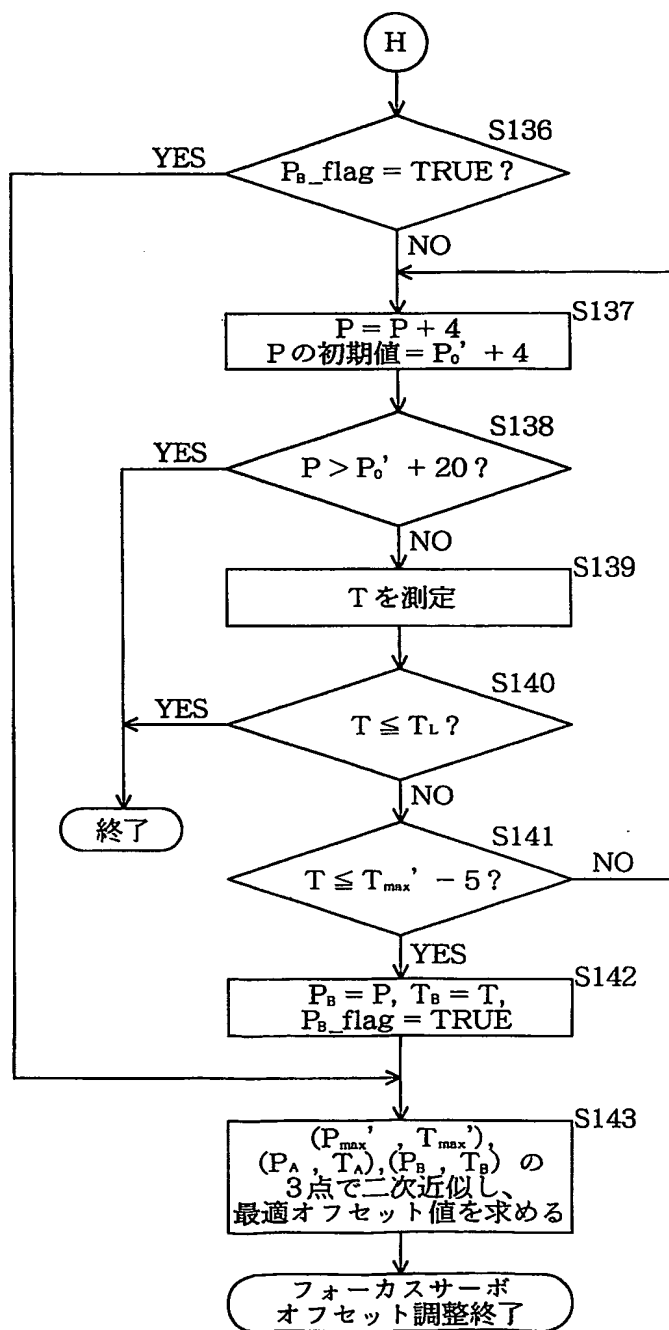 H
S136
YES
P_B_flag = TRUE ?
NO
S137
P = P + 4
Pの初期値 = P₀' + 4
S138
YES
P > P₀' + 20 ?
NO
S139
Tを測定
S140
YES
T ≦ T_L ?
NO
終了
S141
NO
T ≦ T_max' − 5 ?
YES
S142
P_B = P, T_B = T,
P_B_flag = TRUE
S143
(P_max' , T_max'),
(P_A , T_A),(P_B , T_B) の
3点で二次近似し、
最適オフセット値を求める
フォーカスサーボ
オフセット調整終了